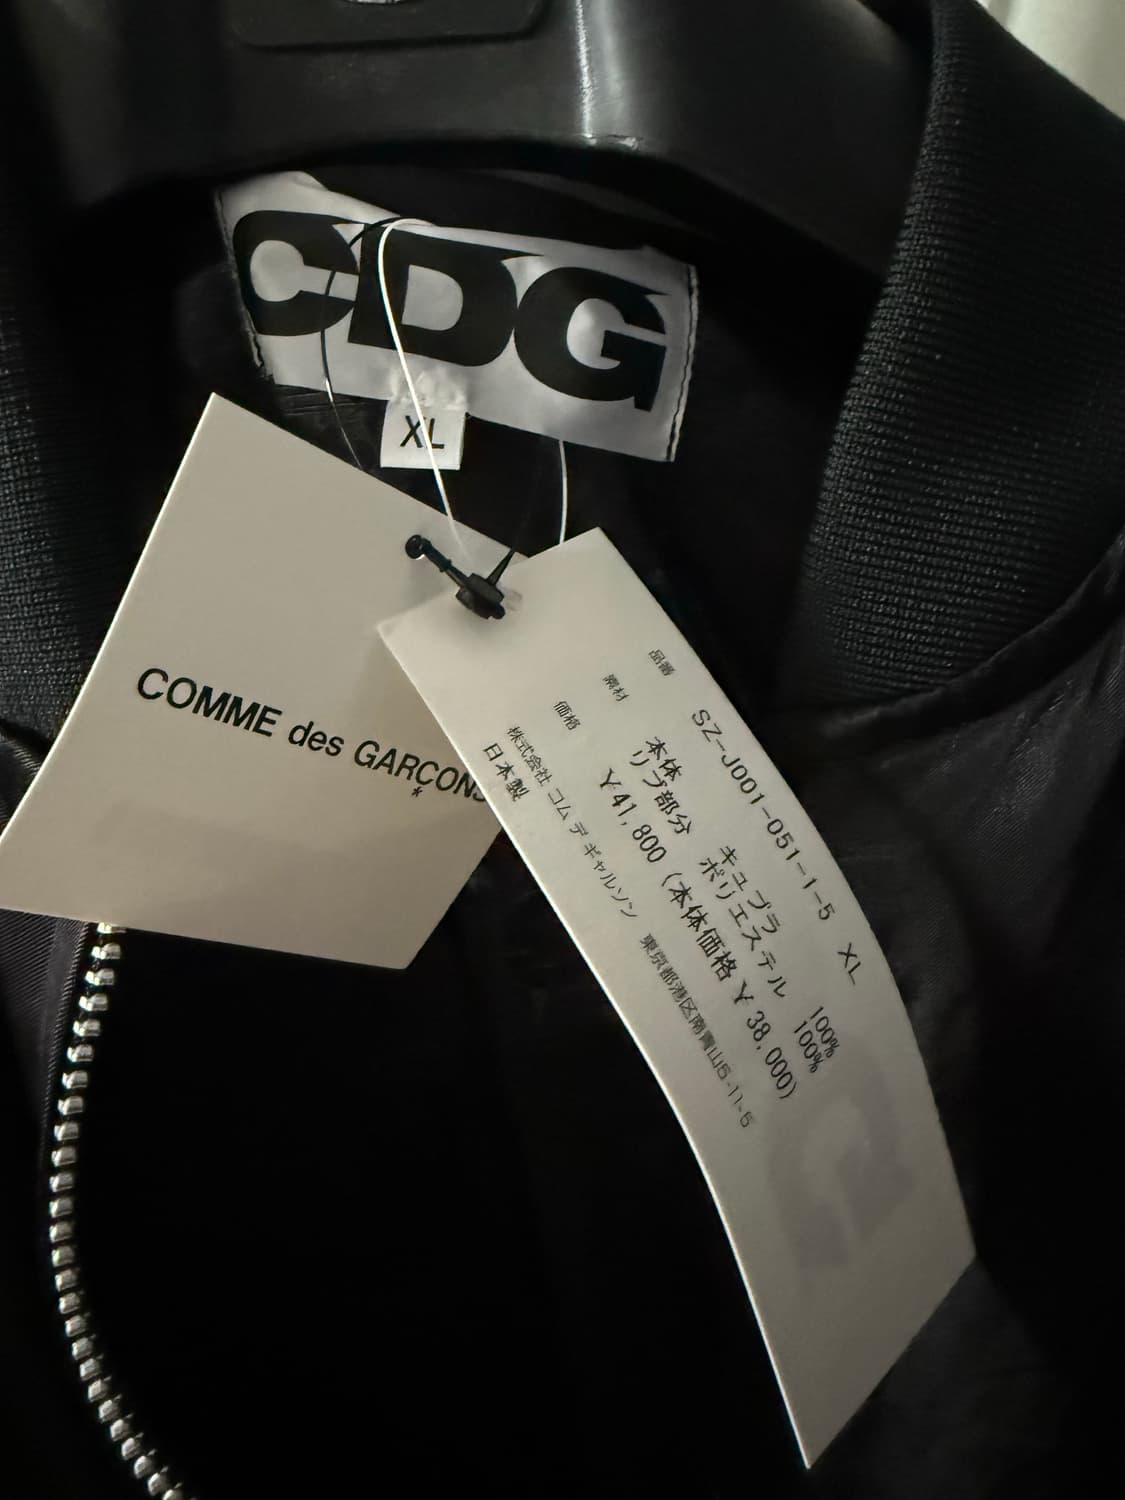 CDG
XL
COMME des GARÇONS
*
品番 SZ-J001-051-1-5 XL
素材 本体 キュプラ 100%
リブ部分 ポリエステル 100%
価格 ¥41,800 (本体価格 ¥38,000)
株式会社 コム デ ギャルソン 東京都港区南青山5-11-5
日本製